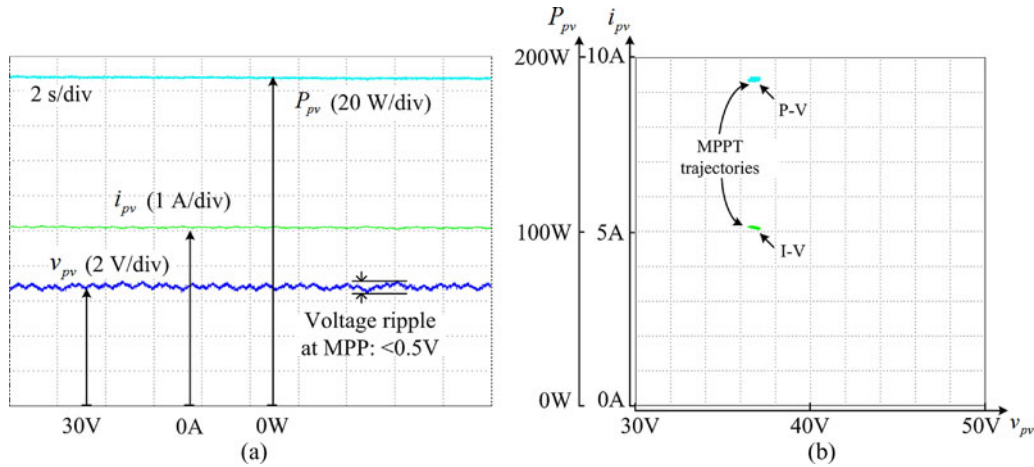 2 s/div
P_pv (20 W/div)
i_pv (1 A/div)
v_pv (2 V/div)
Voltage ripple
at MPP: <0.5V
30V 0A 0W
(a)
P_pv i_pv
200W 10A
P-V
MPPT
trajectories
100W 5A
I-V
0W 0A
30V 40V 50V v_pv
(b)